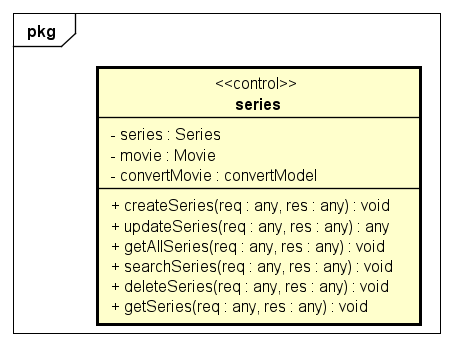 pkg
<<control>>
series
- series : Series
- movie : Movie
- convertMovie : convertModel
+ createSeries(req : any, res : any) : void
+ updateSeries(req : any, res : any) : any
+ getAllSeries(req : any, res : any) : void
+ searchSeries(req : any, res : any) : void
+ deleteSeries(req : any, res : any) : void
+ getSeries(req : any, res : any) : void